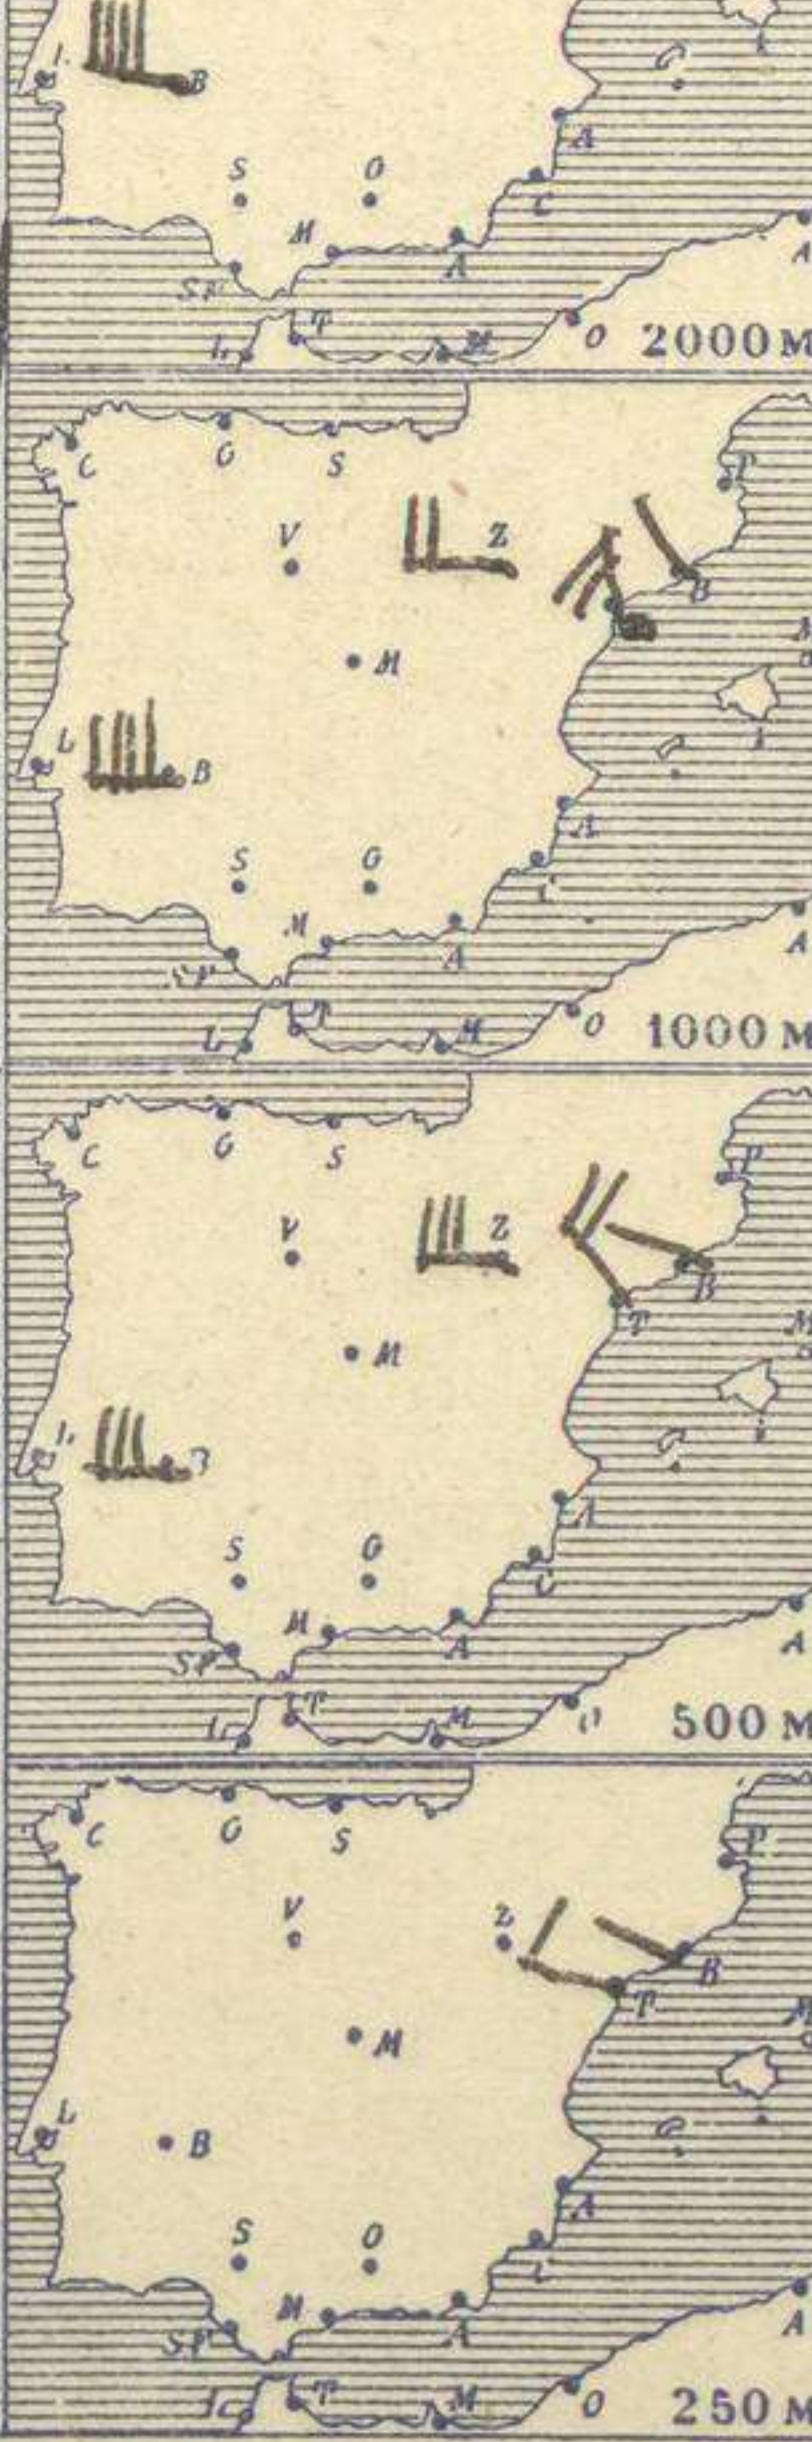 B
S O
A
M A C
SF A
T
M O 2000 M
C G S P
V Z
M B
L B
A
S G
M A A
SF
T
L M O 1000 M
C G S P
V Z
M B
T
L
A
S G
M A C
SF A
T
L M O 500 M
C G S P
V Z
B
M T
L B
A
S O
M A
SF A
T
L M O 250 M